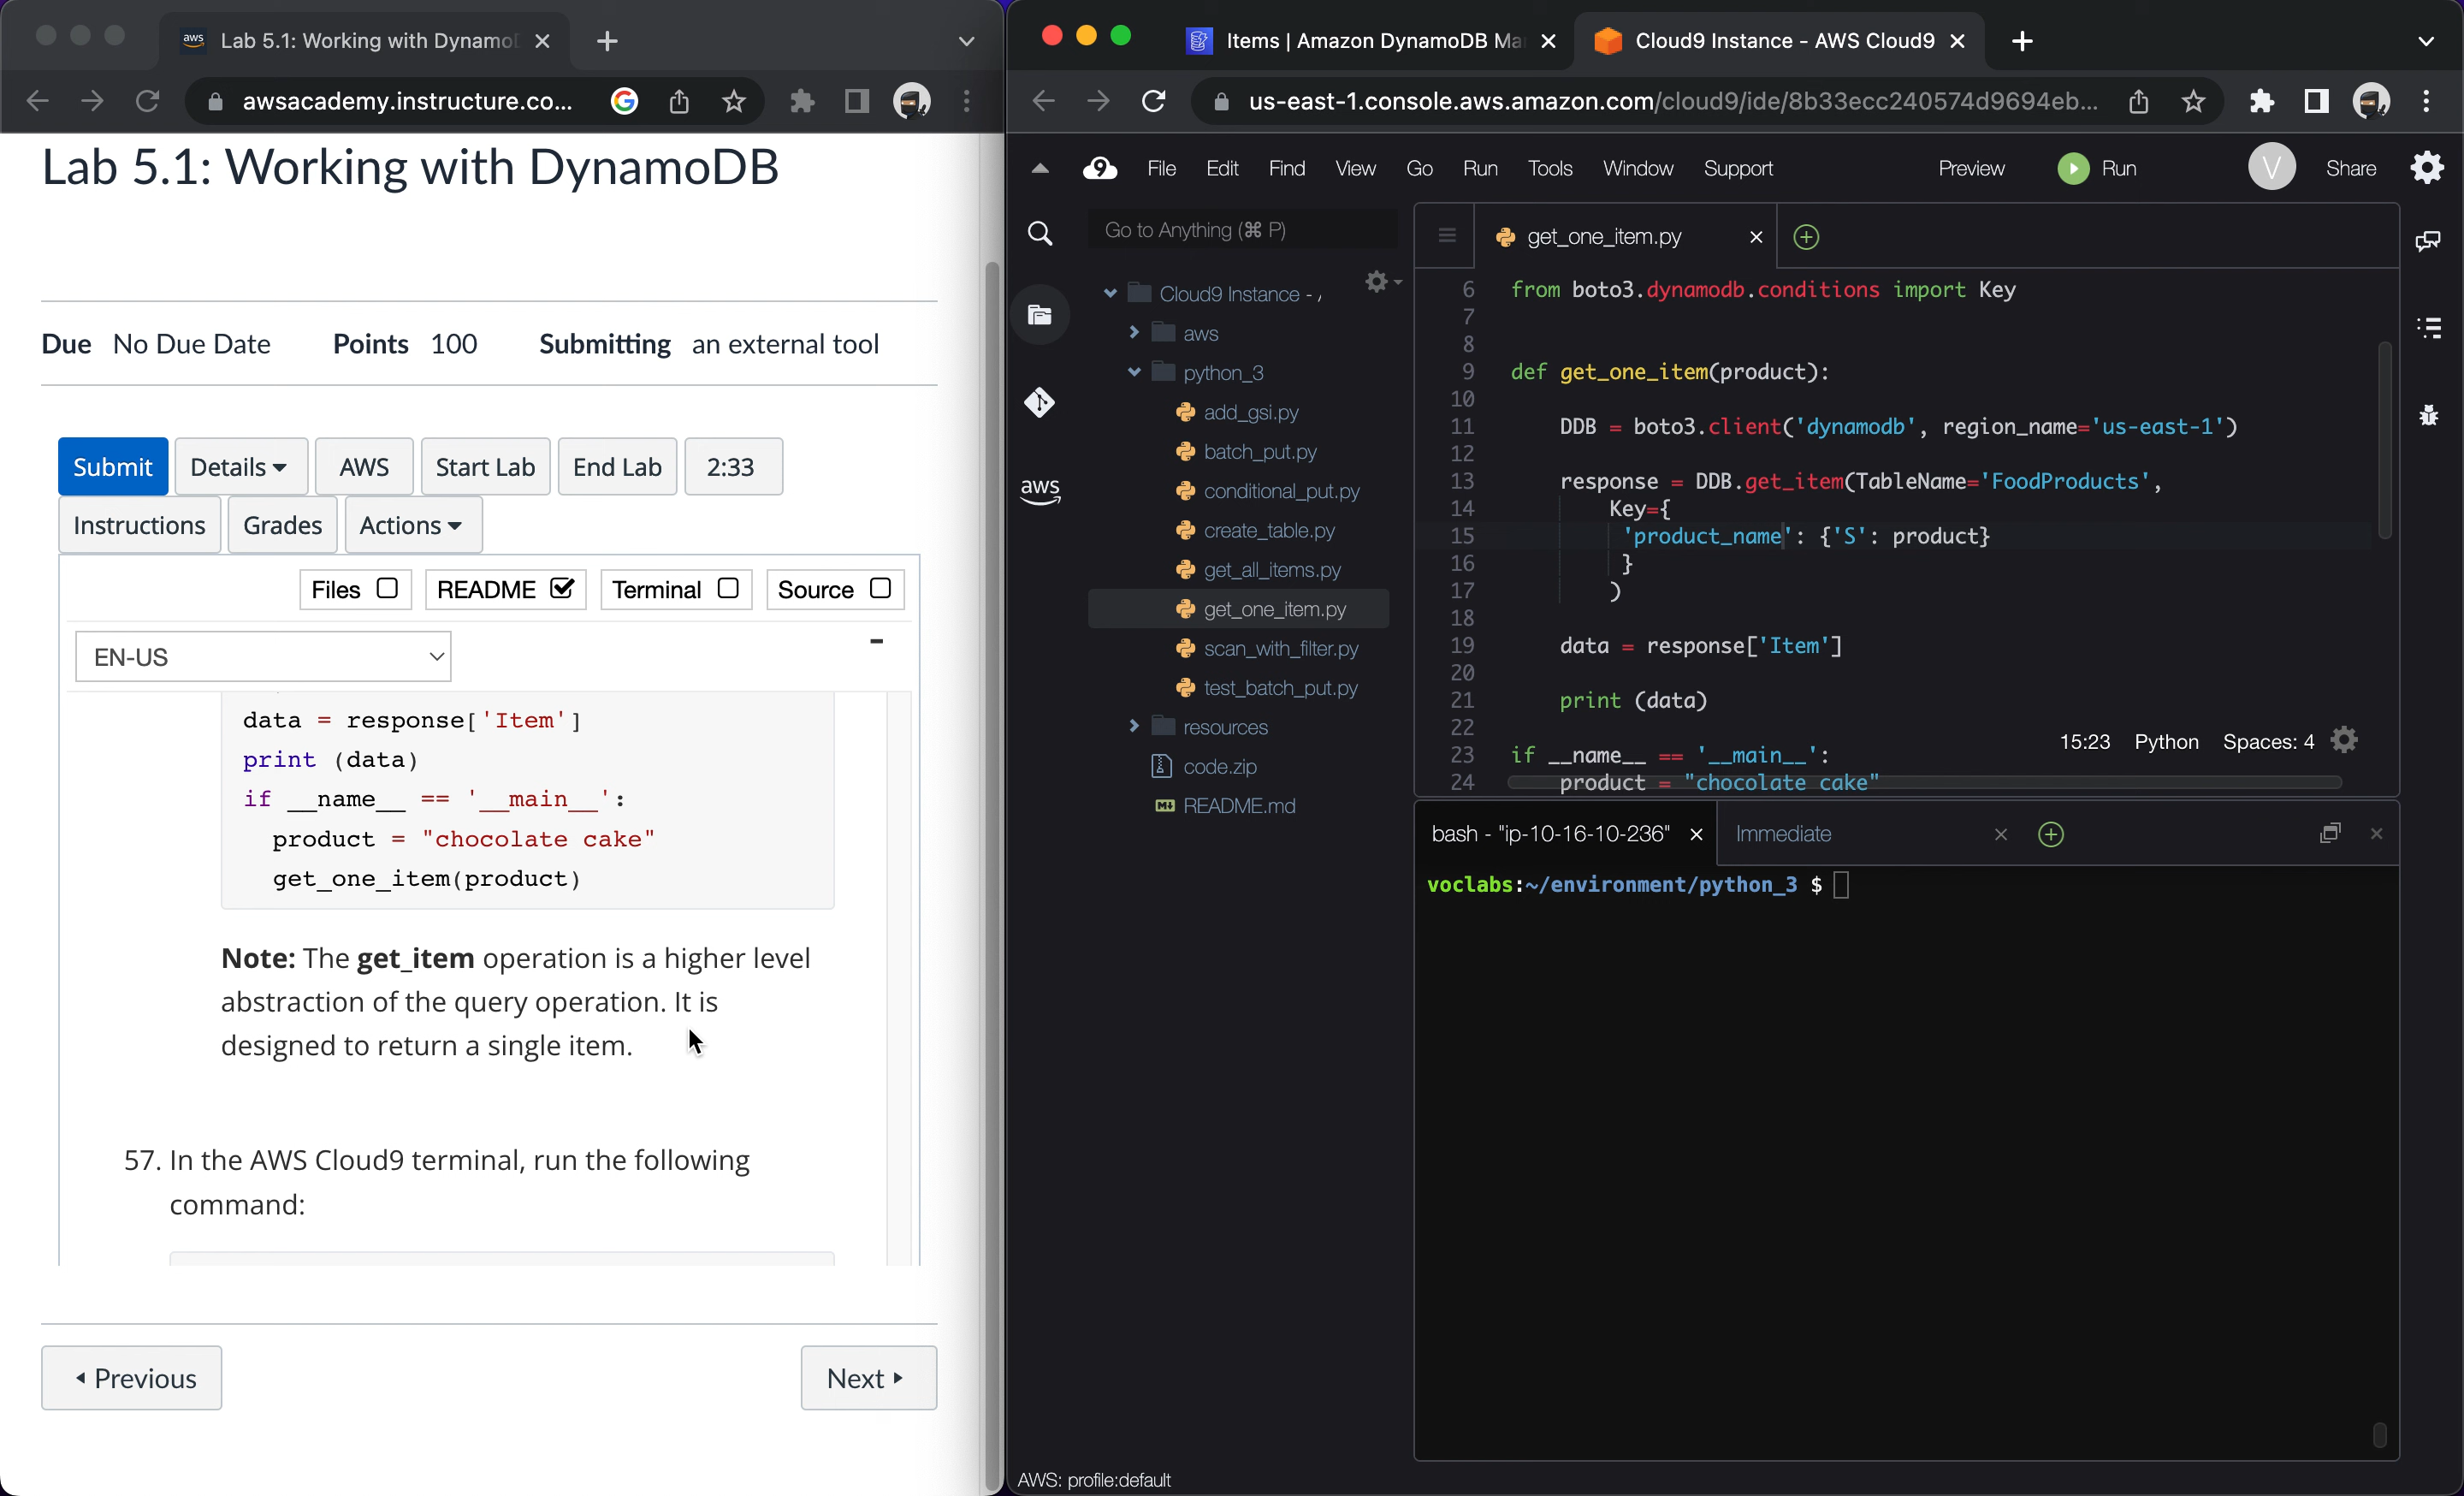 aws Lab 5.1: Working with Dynamo
awsacademy.instructure.co...
Lab 5.1: Working with DynamoDB
Due No Due Date Points 100 Submitting an external tool
Submit Details AWS Start Lab End Lab 2:33
Instructions Grades Actions
Files README Terminal Source
EN-US
data = response['Item']
print (data)
if __name__ == '__main__':
product = "chocolate cake"
get_one_item(product)
Note: The get_item operation is a higher level
abstraction of the query operation. It is
designed to return a single item.
57. In the AWS Cloud9 terminal, run the following
command:
Previous Next
Items | Amazon DynamoDB Ma Cloud9 Instance - AWS Cloud9
us-east-1.console.aws.amazon.com/cloud9/ide/8b33ecc240574d9694eb...
9 File Edit Find View Go Run Tools Window Support Preview Run V Share
Go to Anything (⌘ P)
aws
Cloud9 Instance - /
aws
python_3
add_gsi.py
batch_put.py
conditional_put.py
create_table.py
get_all_items.py
get_one_item.py
scan_with_filter.py
test_batch_put.py
resources
code.zip
README.md
get_one_item.py
6 from boto3.dynamodb.conditions import Key
7
8
9 def get_one_item(product):
10
11 DDB = boto3.client('dynamodb', region_name='us-east-1')
12
13 response = DDB.get_item(TableName='FoodProducts',
14 Key={
15 'product_name': {'S': product}
16 }
17 )
18
19 data = response['Item']
20
21 print (data)
22
23 if __name__ == '__main__':
24 product = "chocolate cake"
15:23 Python Spaces: 4
bash - "ip-10-16-10-236" Immediate
voclabs:~/environment/python_3 $
AWS: profile:default